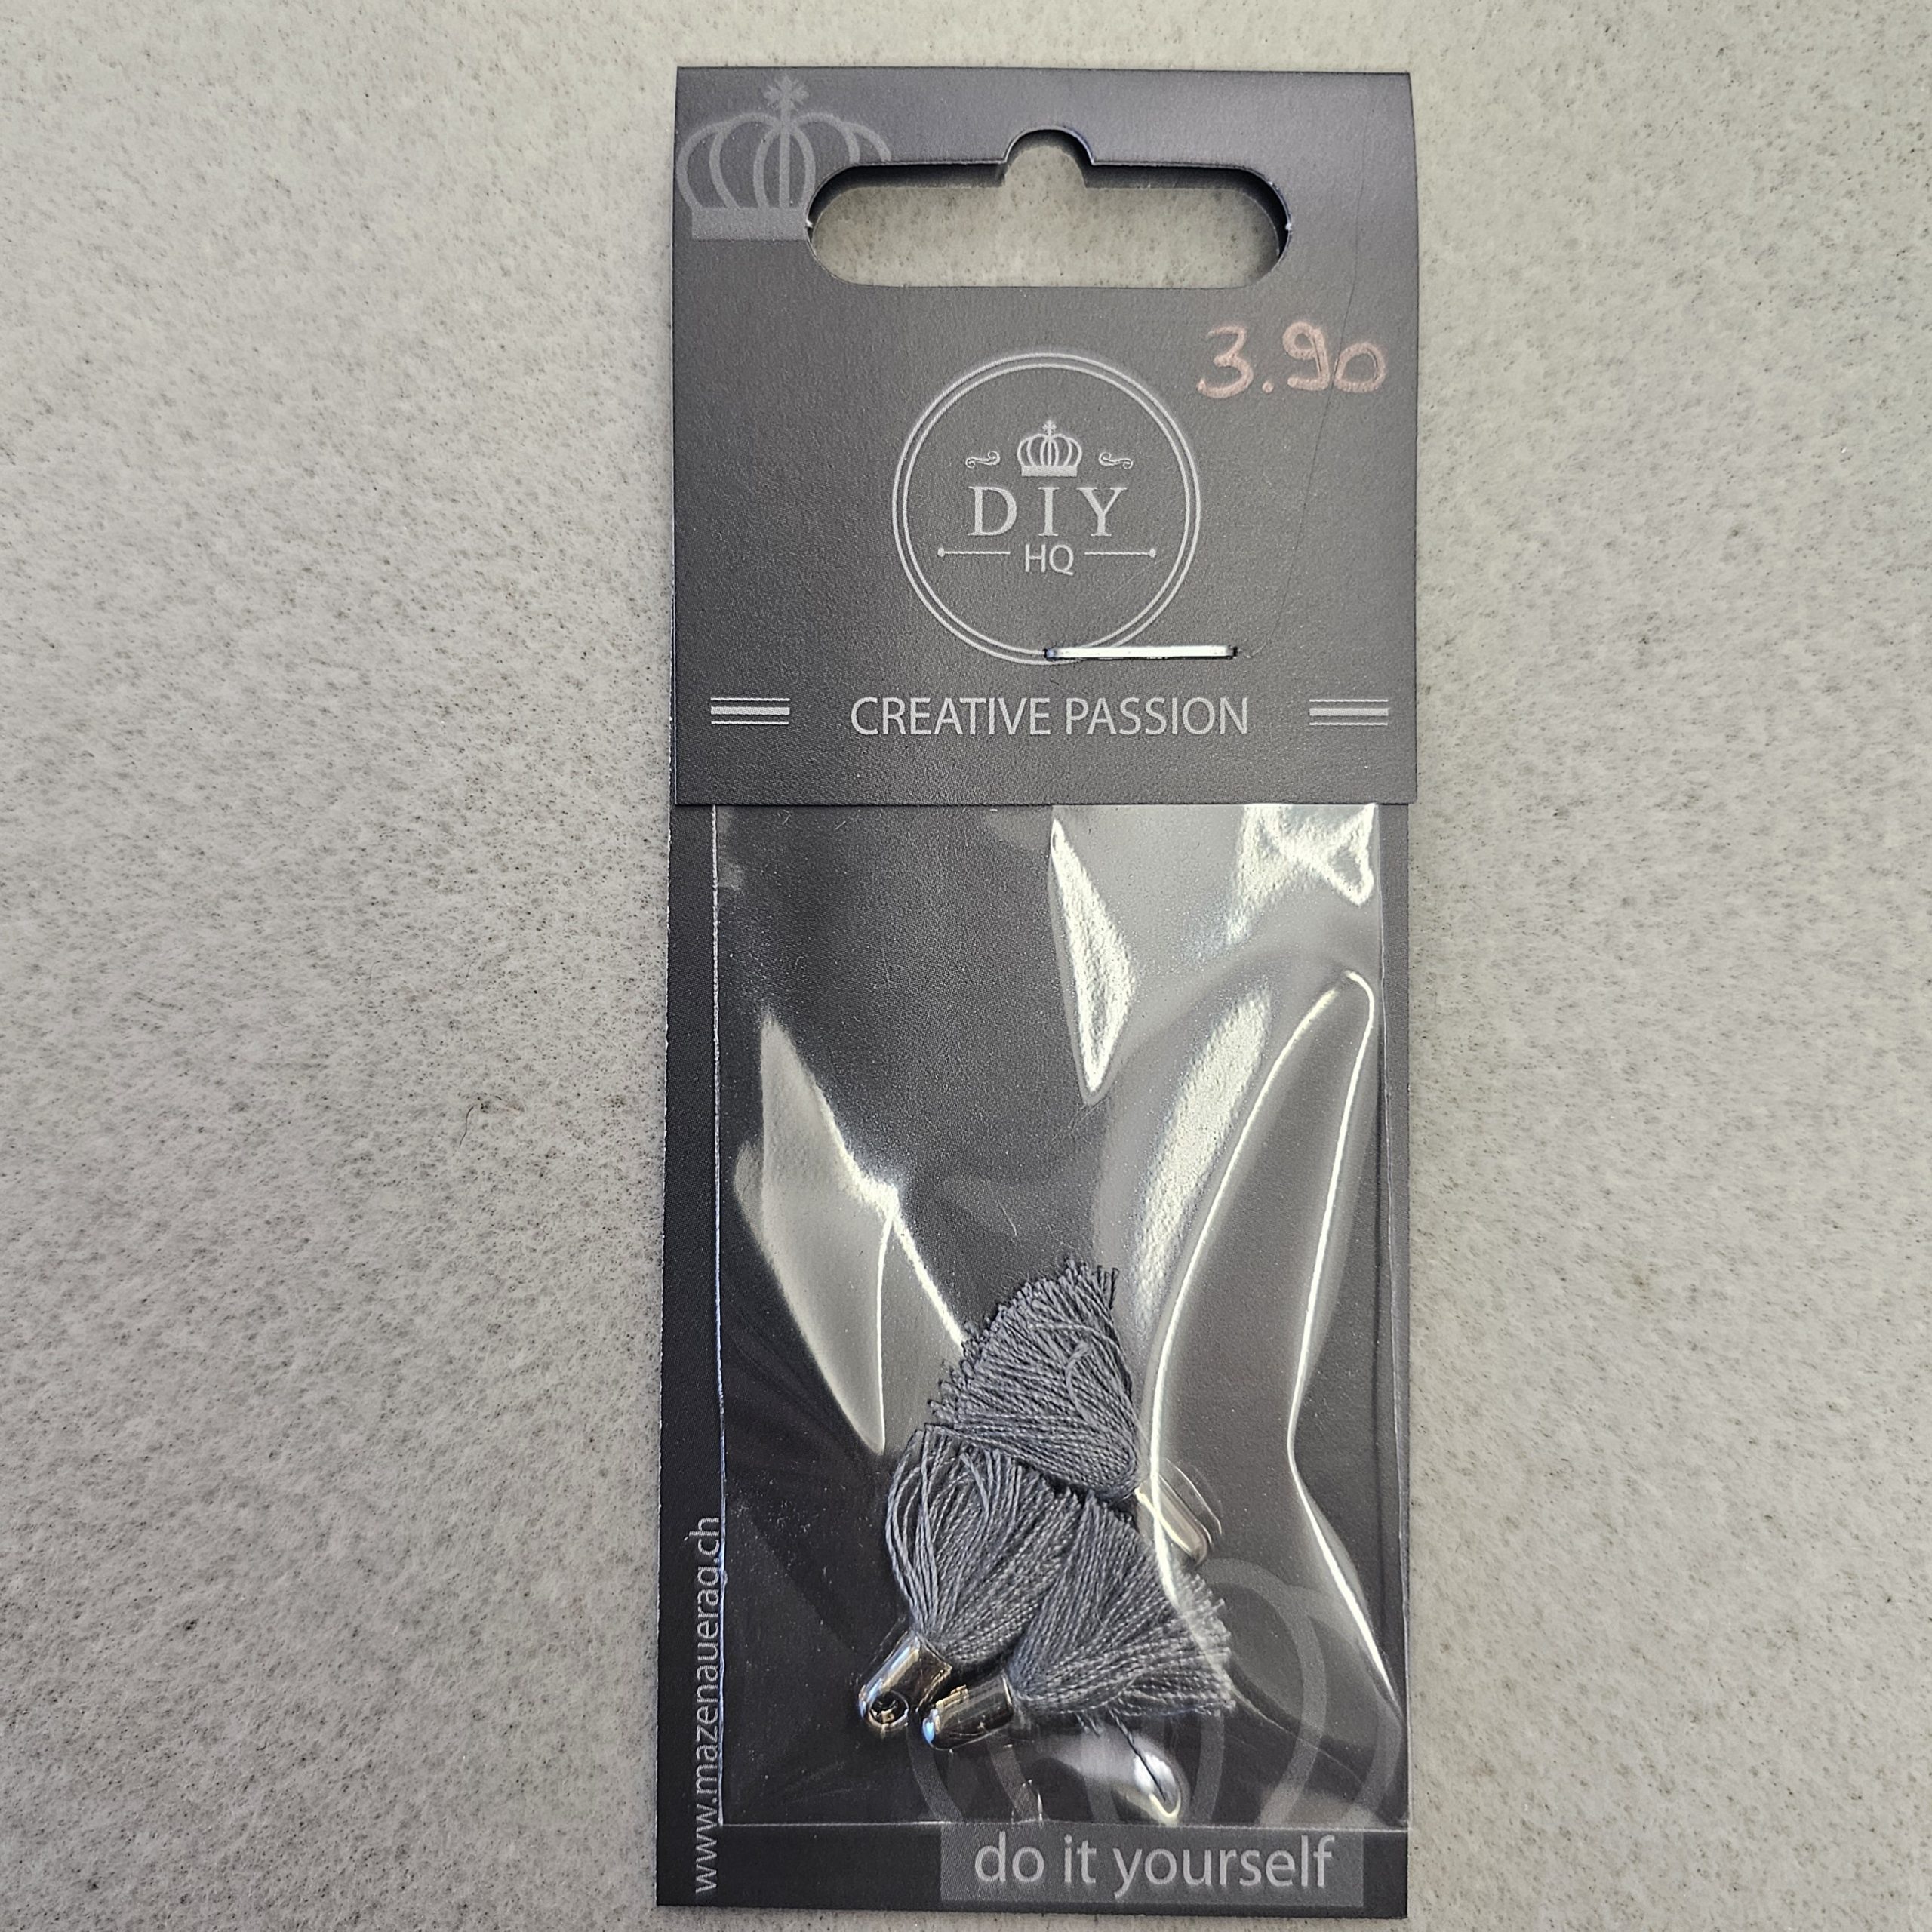 3.90
DIY
HQ
CREATIVE PASSION
www.mazenauerag.ch
do it yourself